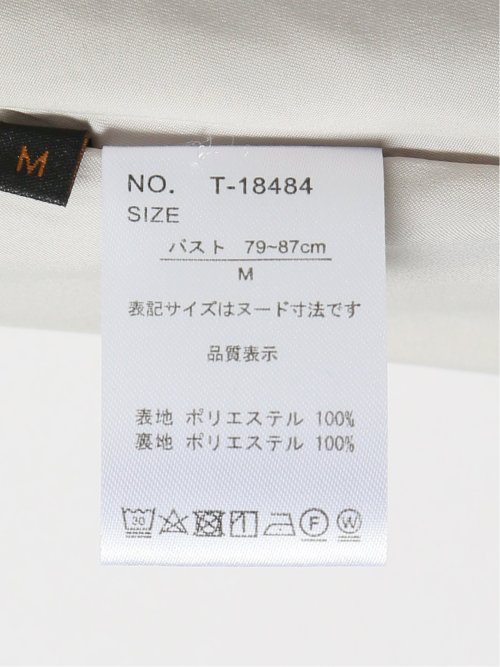 M
NO. T-18484
SIZE
バスト 79~87cm
M
表記サイズはヌード寸法です
品質表示
表地 ポリエステル 100%
裏地 ポリエステル 100%
30 F W